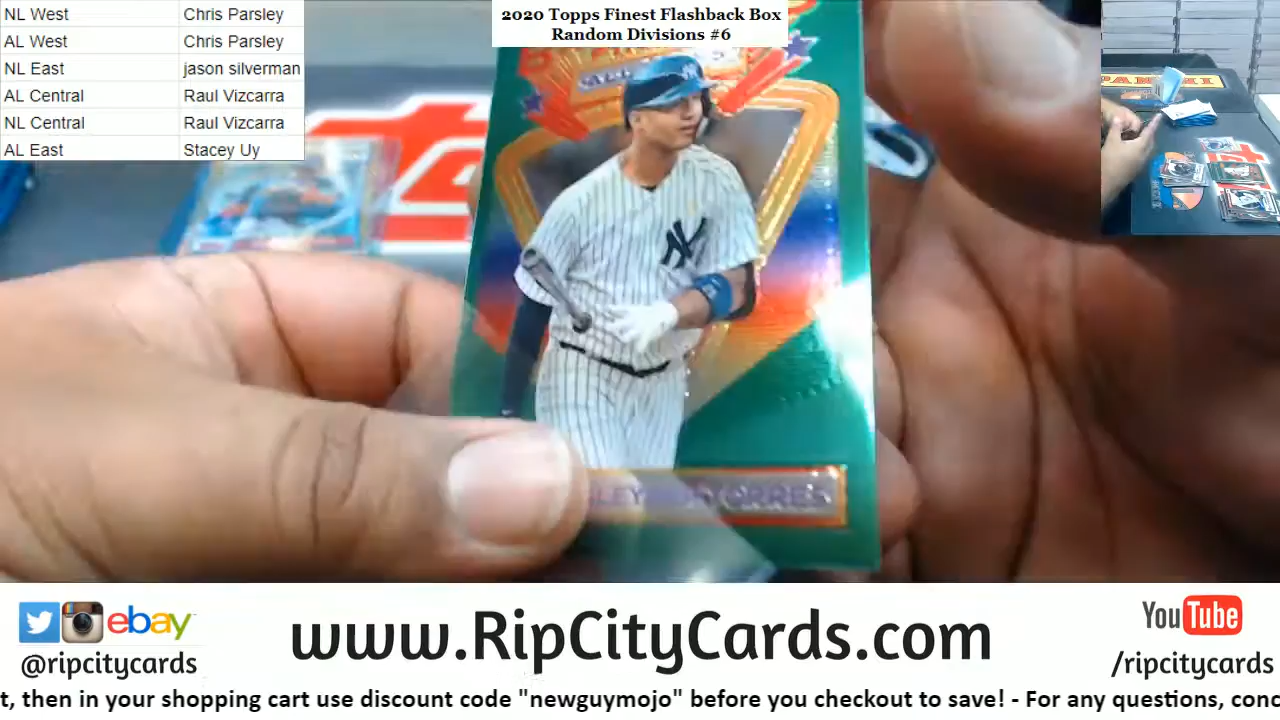 NL West Chris Parsley
AL West Chris Parsley
NL East jason silverman
AL Central Raul Vizcarra
NL Central Raul Vizcarra
AL East Stacey Uy
2020 Topps Finest Flashback Box
Random Divisions #6
PANINI
NY
ebay
@ripcitycards
www.RipCityCards.com
YouTube
/ripcitycards
t, then in your shopping cart use discount code "newguymojo" before you checkout to save! - For any questions, conc